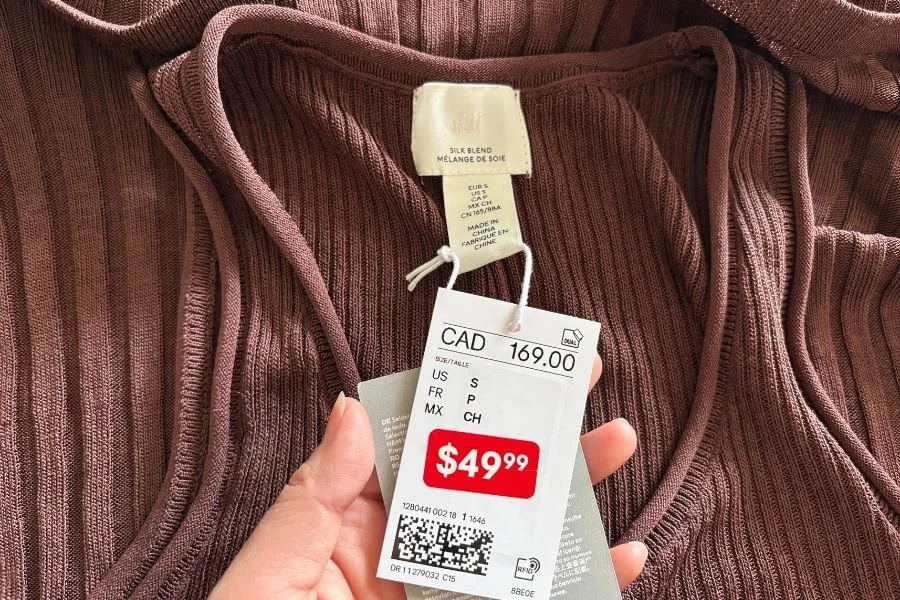 H&M
SILK BLEND
MÉLANGE DE SOIE
EUR S
US S
CA P
MX CH
CN 165/88A
MADE IN
CHINA
FABRIQUÉ EN
CHINE
CAD 169.00
DUAL
SIZE/TAILLE
US S
FR P
MX CH
$49.99
1280441 002 18 1 1646
DR 11279032 C15
RFID
8BE0E